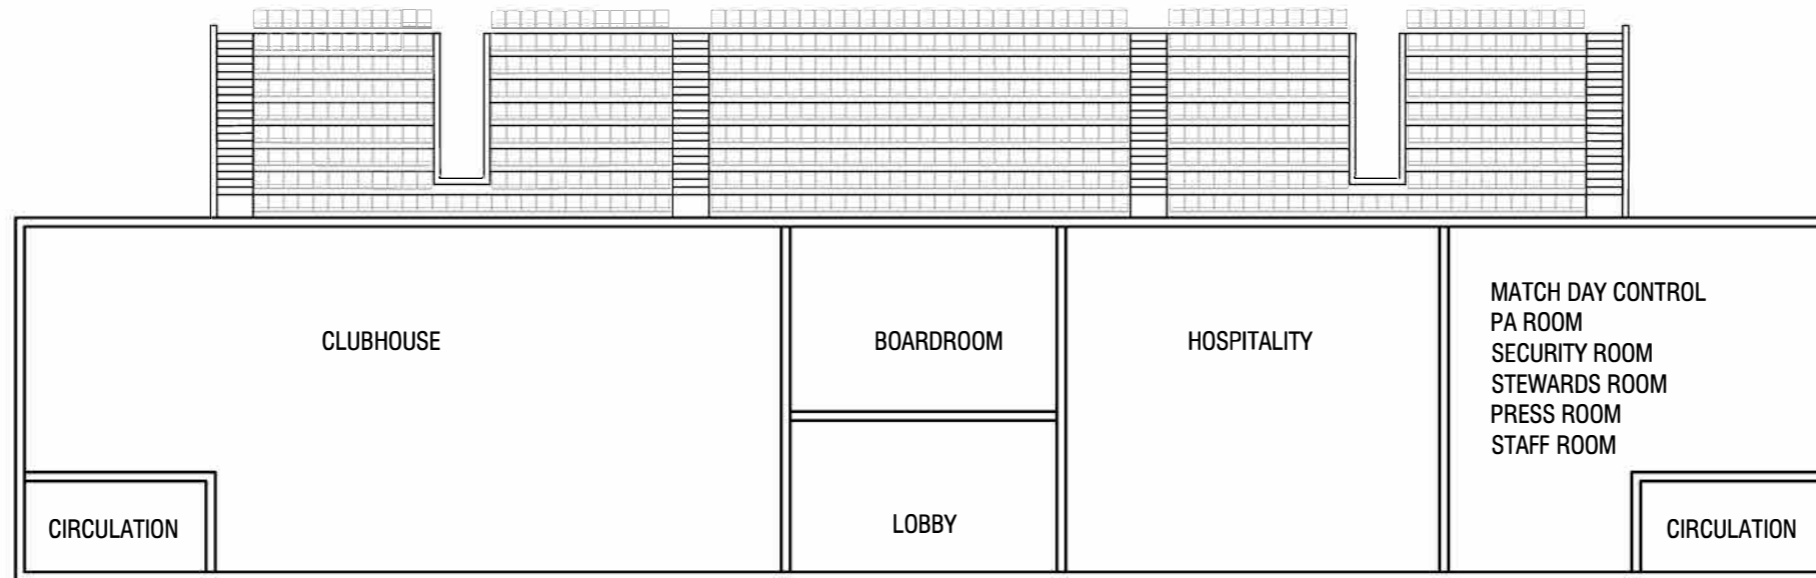 CLUBHOUSE
BOARDROOM
HOSPITALITY
MATCH DAY CONTROL
PA ROOM
SECURITY ROOM
STEWARDS ROOM
PRESS ROOM
STAFF ROOM
CIRCULATION
LOBBY
CIRCULATION